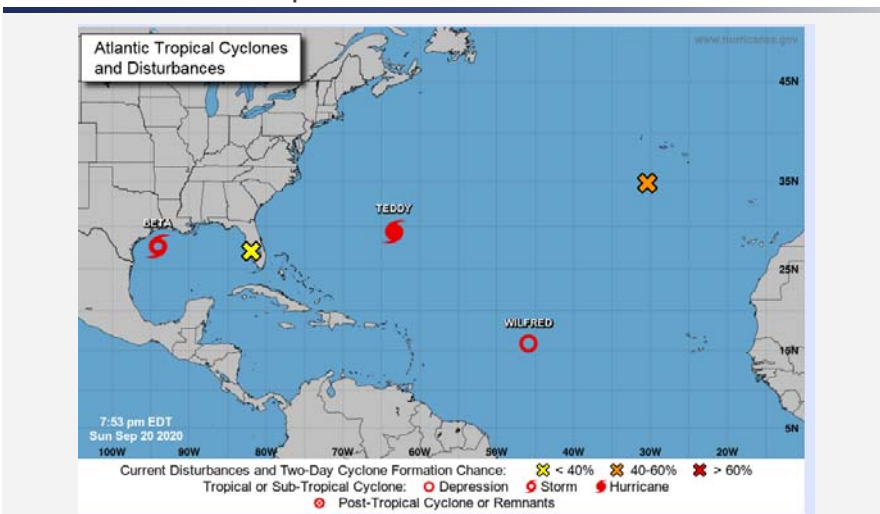 Atlantic Tropical Cyclones
and Disturbances
www.hurricanes.gov
45N
35N
TEDDY
BETA
25N
WILFRED
15N
7:53 pm EDT
Sun Sep 20 2020
5N
100W 90W 80W 70W 60W 50W 40W 30W 20W
Current Disturbances and Two-Day Cyclone Formation Chance: < 40% 40-60% > 60%
Tropical or Sub-Tropical Cyclone: Depression Storm Hurricane
Post-Tropical Cyclone or Remnants